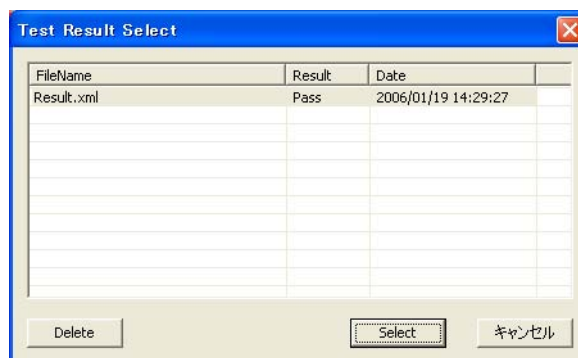 Test Result Select
FileName Result Date
Result.xml Pass 2006/01/19 14:29:27
Delete Select キャンセル